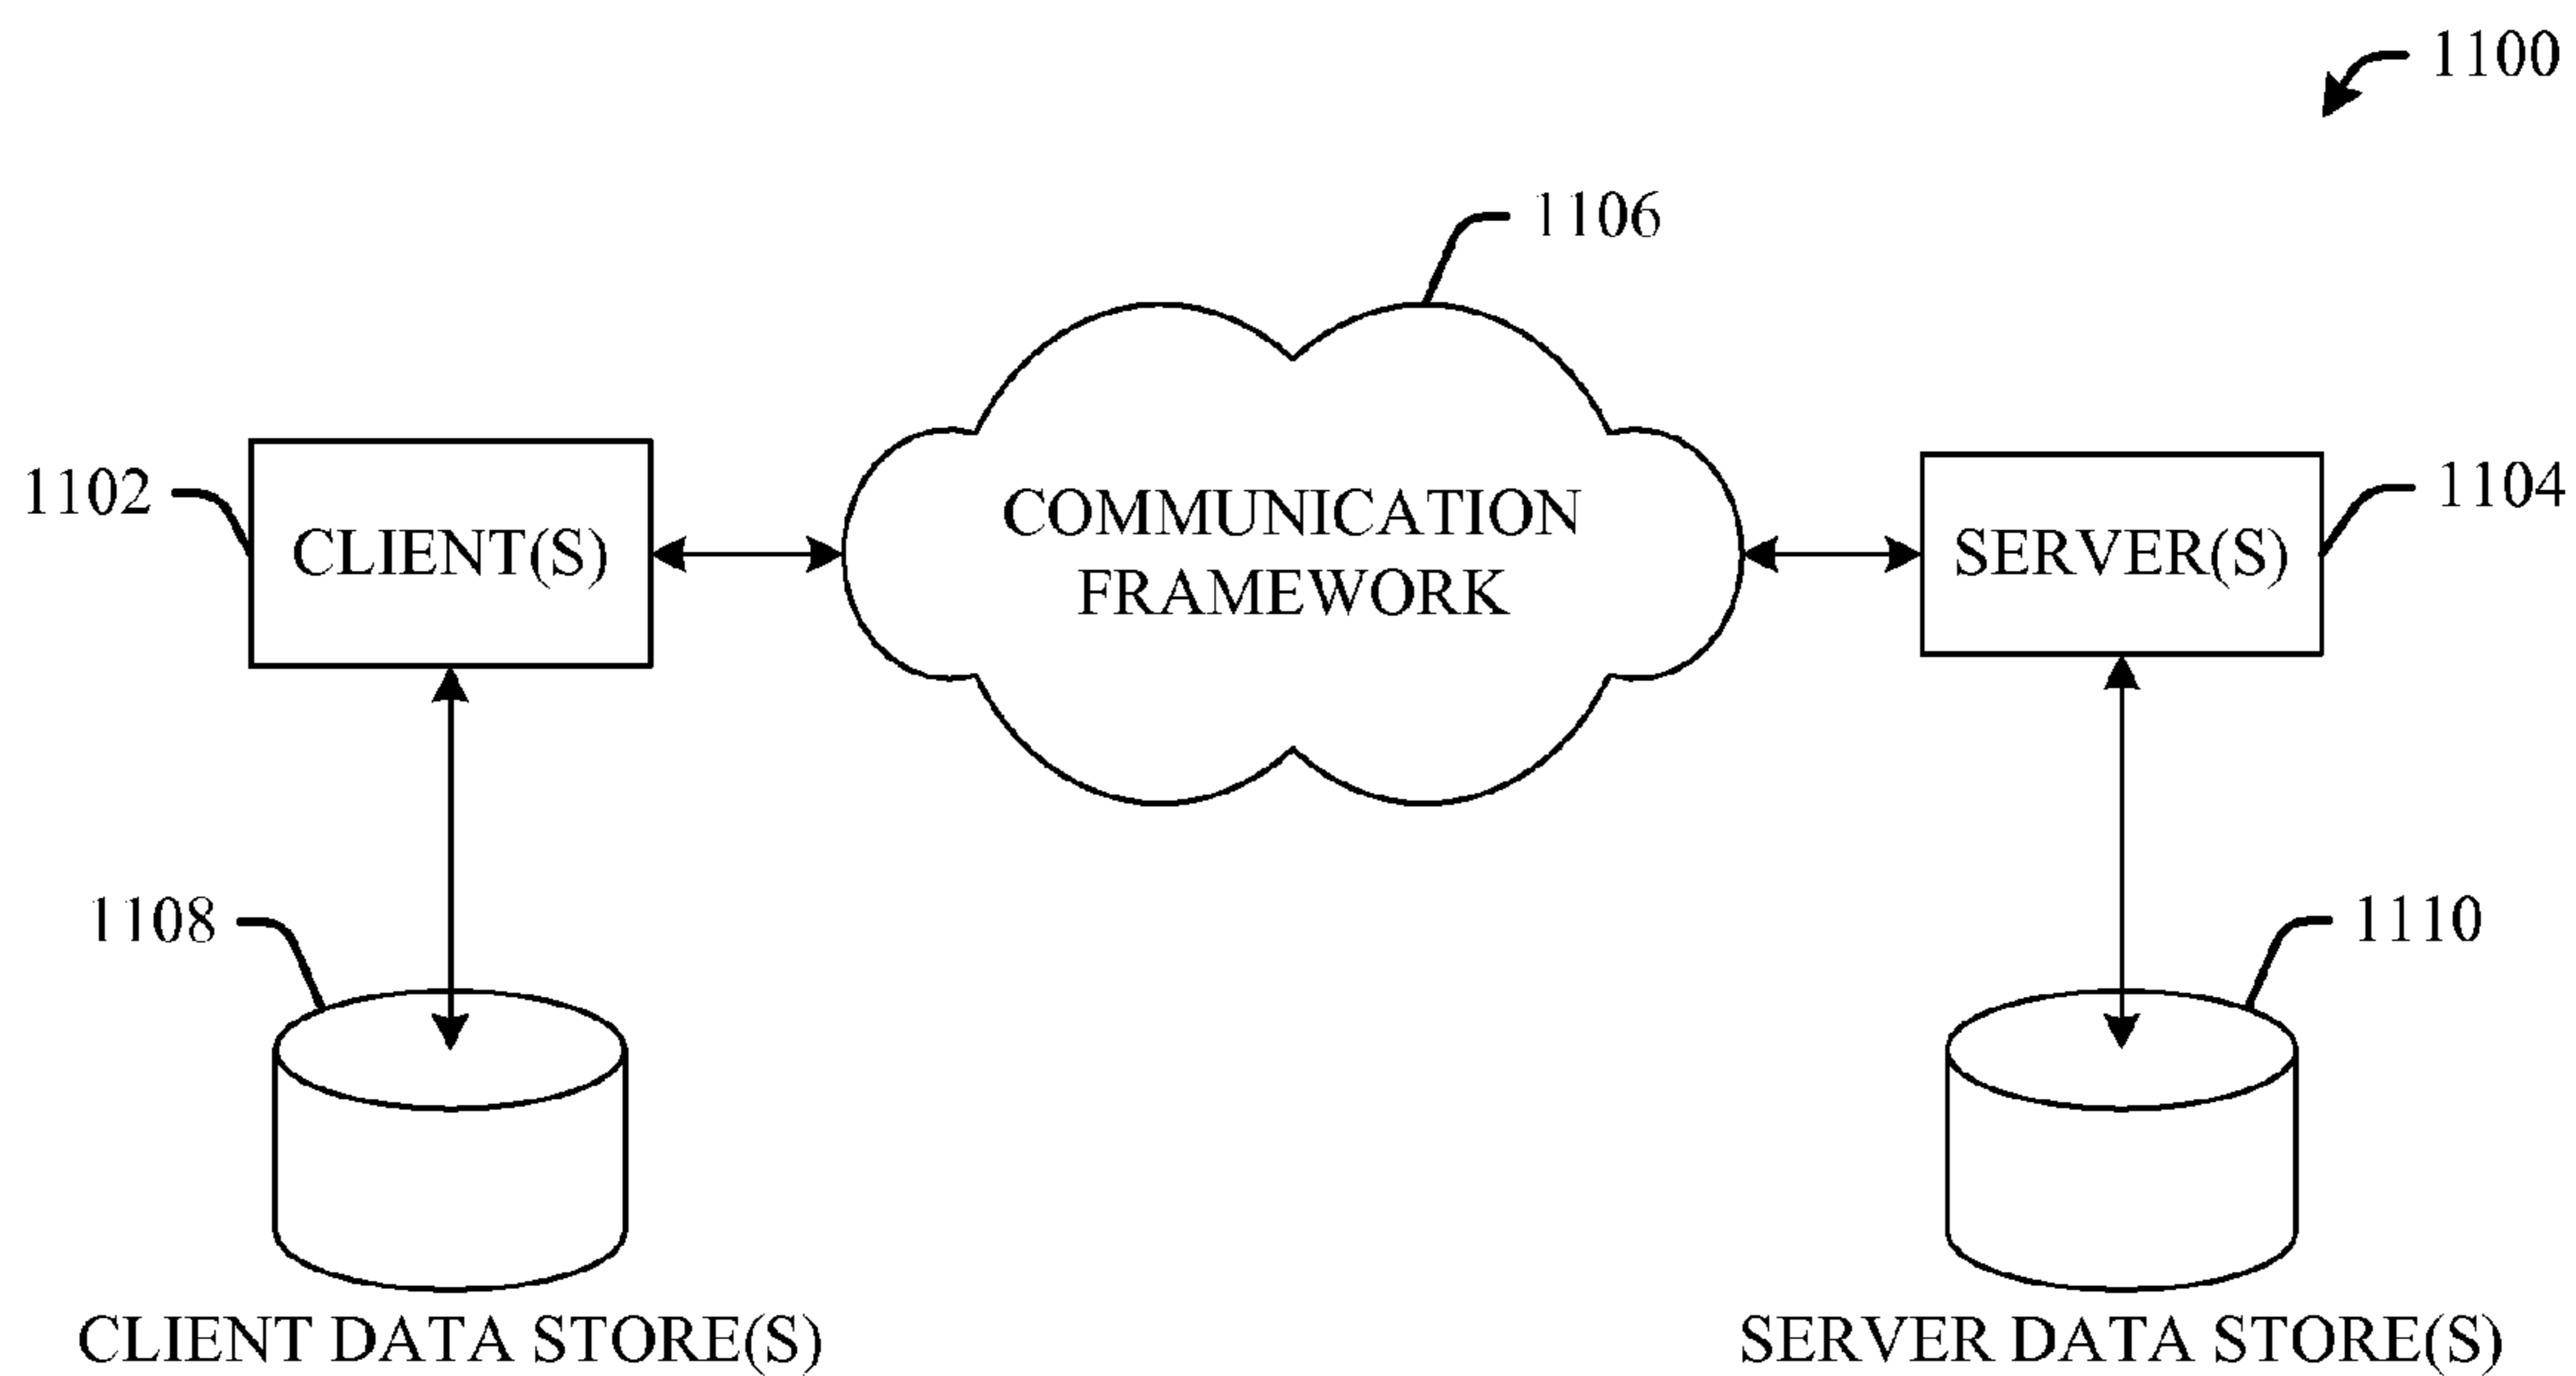 1100
1106
1102
CLIENT(S)
COMMUNICATION
FRAMEWORK
SERVER(S)
1104
1108
1110
CLIENT DATA STORE(S)
SERVER DATA STORE(S)